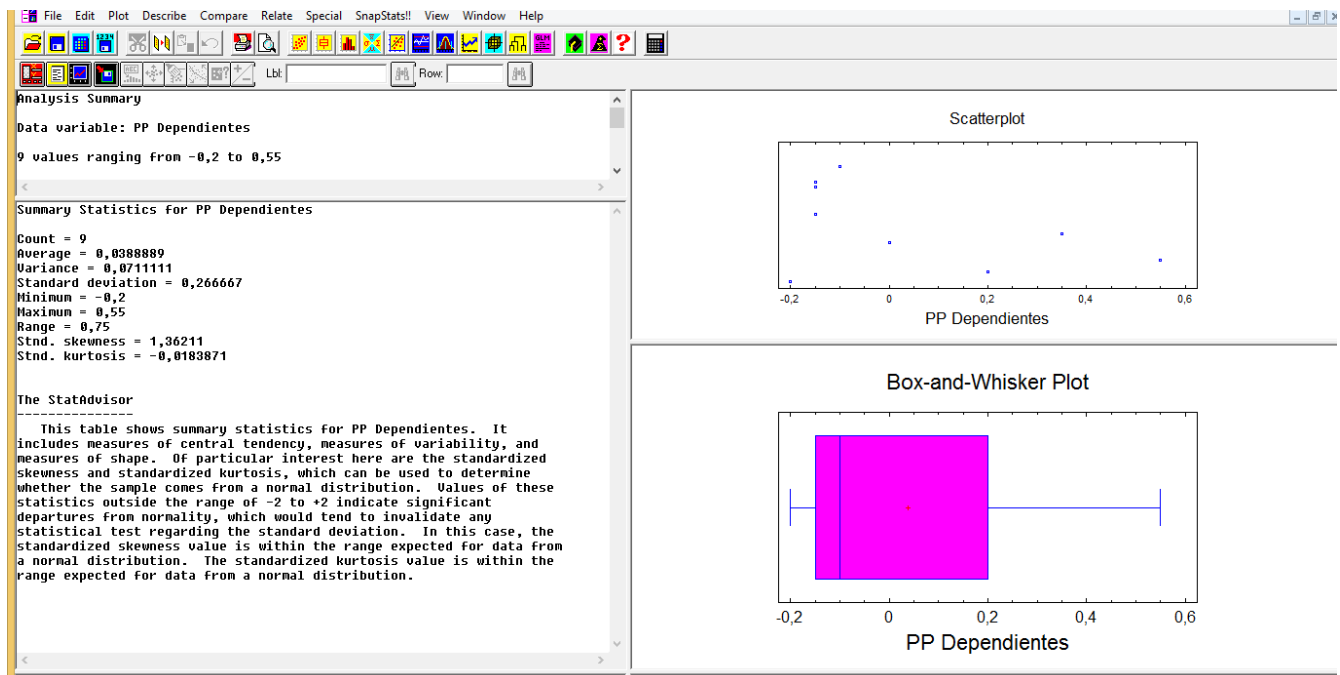 File Edit Plot Describe Compare Relate Special SnapStats!! View Window Help
Lbl: Row:
Analysis Summary
Data variable: PP Dependientes
9 values ranging from -0,2 to 0,55
Summary Statistics for PP Dependientes
Count = 9
Average = 0,0388889
Variance = 0,0711111
Standard deviation = 0,266667
Minimum = -0,2
Maximum = 0,55
Range = 0,75
Stnd. skewness = 1,36211
Stnd. kurtosis = -0,0183871
The StatAdvisor
---------------
This table shows summary statistics for PP Dependientes. It
includes measures of central tendency, measures of variability, and
measures of shape. Of particular interest here are the standardized
skewness and standardized kurtosis, which can be used to determine
whether the sample comes from a normal distribution. Values of these
statistics outside the range of -2 to +2 indicate significant
departures from normality, which would tend to invalidate any
statistical test regarding the standard deviation. In this case, the
standardized skewness value is within the range expected for data from
a normal distribution. The standardized kurtosis value is within the
range expected for data from a normal distribution.
Scatterplot
-0,2 0 0,2 0,4 0,6
PP Dependientes
Box-and-Whisker Plot
-0,2 0 0,2 0,4 0,6
PP Dependientes